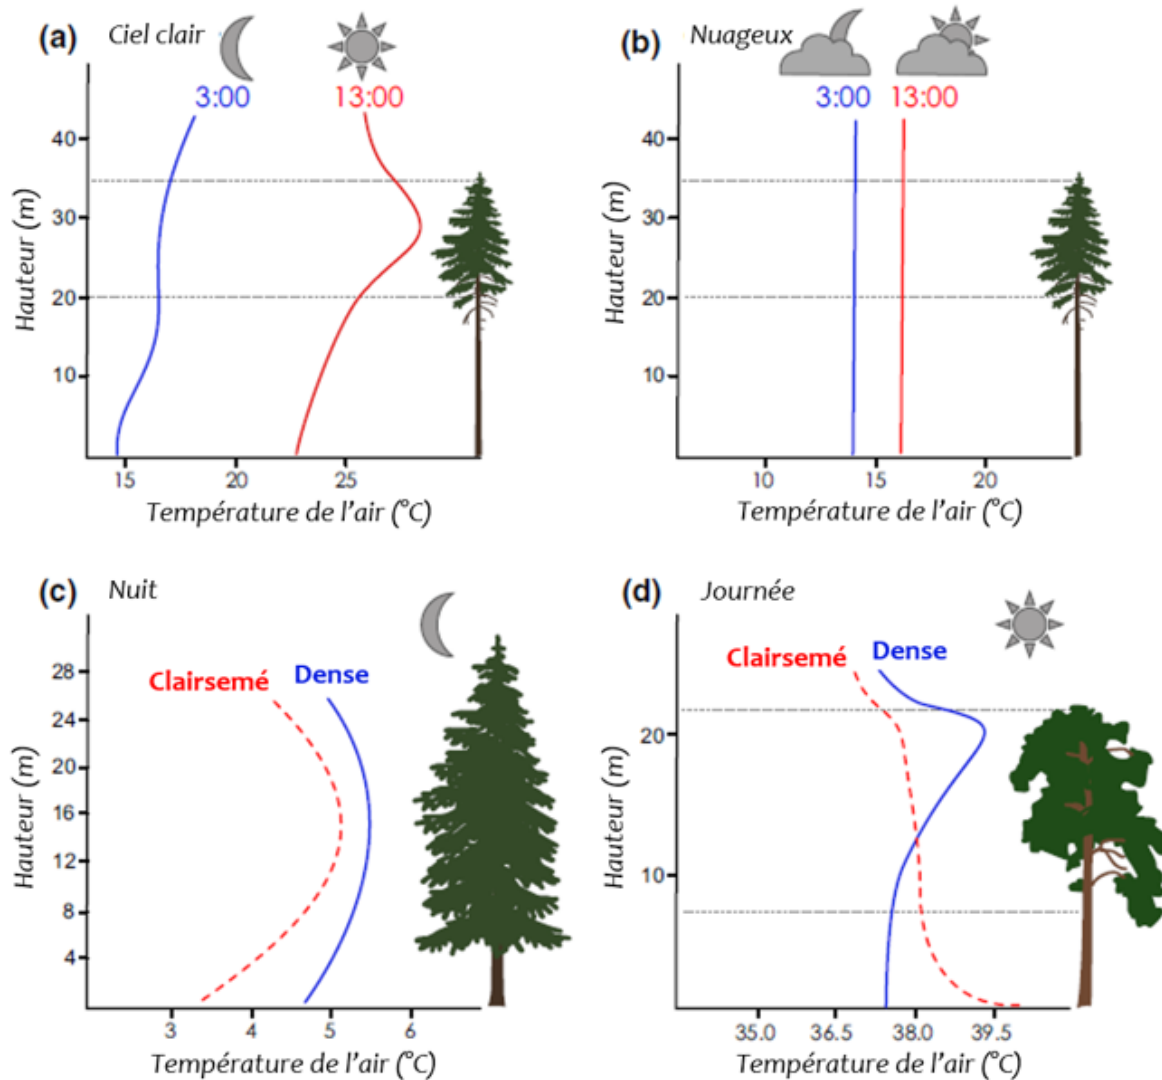 (a) Ciel clair
3:00 13:00
Hauteur (m)
40
30
20
10
15 20 25
Température de l'air (°C)
(b) Nuageux
3:00 13:00
Hauteur (m)
40
30
20
10
10 15 20
Température de l'air (°C)
(c) Nuit
Clairsemé Dense
Hauteur (m)
28
24
20
16
12
8
4
3 4 5 6
Température de l'air (°C)
(d) Journée
Clairsemé Dense
Hauteur (m)
20
10
35.0 36.5 38.0 39.5
Température de l'air (°C)